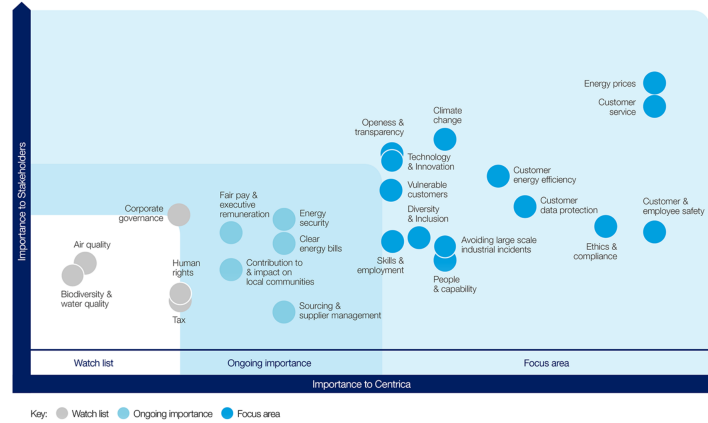 Importance to Stakeholders
Energy prices
Customer
service
Climate
change
Openess &
transparency
Technology
& Innovation
Customer
energy efficiency
Vulnerable
customers
Customer
data protection
Customer &
employee safety
Fair pay &
executive
remuneration
Energy
security
Corporate
governance
Diversity
& Inclusion
Clear
energy bills
Avoiding large scale
industrial incidents
Ethics &
compliance
Air quality
Human
rights
Contribution to
& impact on
local communities
Skills &
employment
People
& capability
Biodiversity &
water quality
Tax
Sourcing &
supplier management
Watch list
Ongoing importance
Focus area
Importance to Centrica
Key: Watch list Ongoing importance Focus area